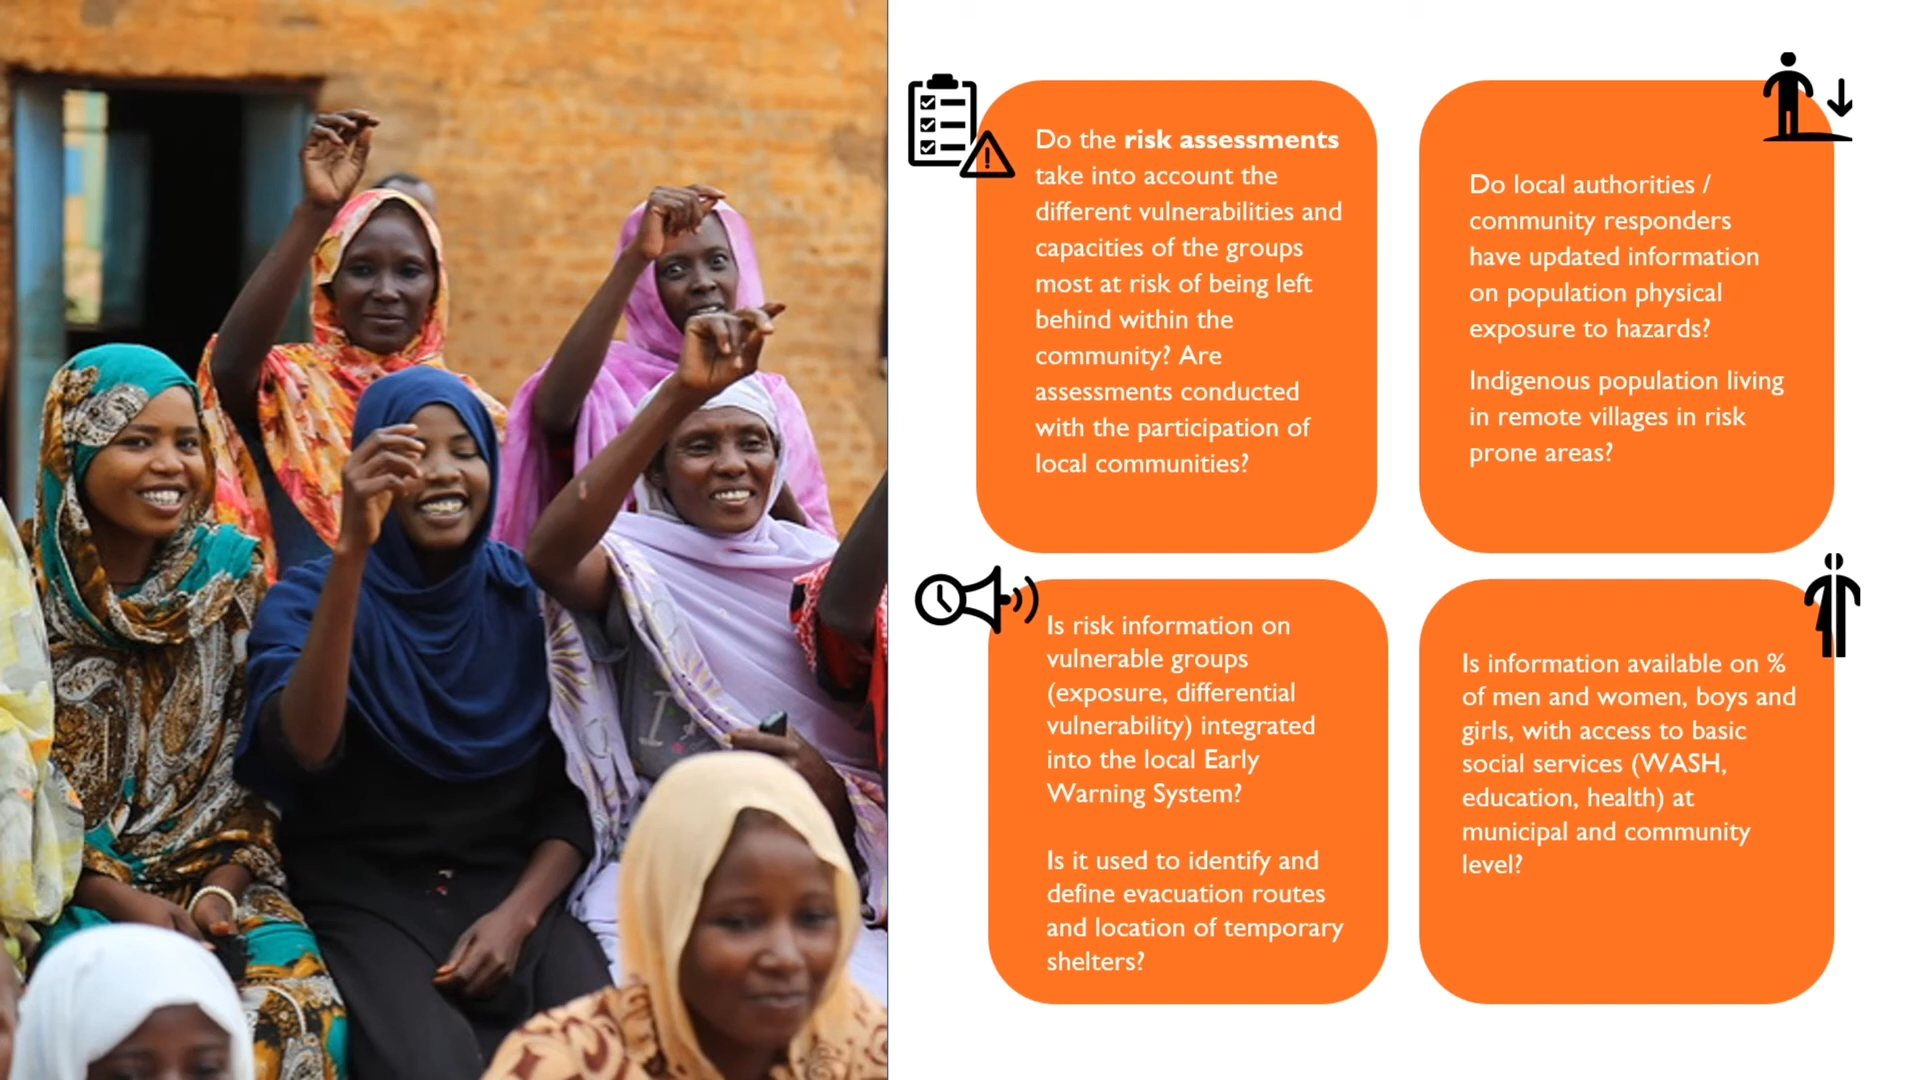 Do the risk assessments
take into account the
different vulnerabilities and
capacities of the groups
most at risk of being left
behind within the
community? Are
assessments conducted
with the participation of
local communities?
Do local authorities /
community responders
have updated information
on population physical
exposure to hazards?
Indigenous population living
in remote villages in risk
prone areas?
Is risk information on
vulnerable groups
(exposure, differential
vulnerability) integrated
into the local Early
Warning System?
Is it used to identify and
define evacuation routes
and location of temporary
shelters?
Is information available on %
of men and women, boys and
girls, with access to basic
social services (WASH,
education, health) at
municipal and community
level?